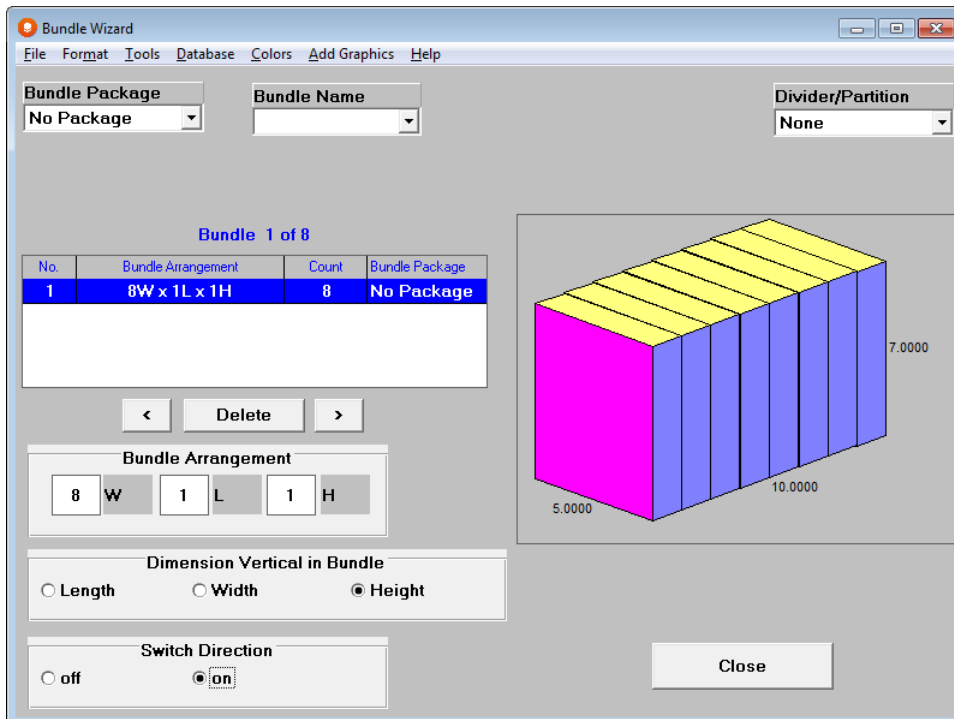 Bundle Wizard
File Format Tools Database Colors Add Graphics Help
Bundle Package Bundle Name Divider/Partition
No Package None
Bundle 1 of 8
No. Bundle Arrangement Count Bundle Package
1 8W x 1L x 1H 8 No Package
7.0000
10.0000
5.0000
< Delete >
Bundle Arrangement
8 W 1 L 1 H
Dimension Vertical in Bundle
Length Width Height
Switch Direction
off on
Close